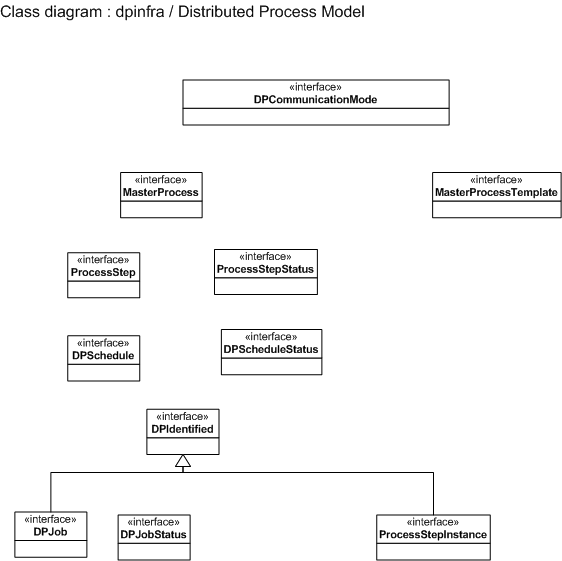 Class diagram : dpinfra / Distributed Process Model
«interface»
DPCommunicationMode
«interface»
MasterProcess
«interface»
MasterProcessTemplate
«interface»
ProcessStep
«interface»
ProcessStepStatus
«interface»
DPSchedule
«interface»
DPScheduleStatus
«interface»
DPIdentified
«interface»
DPJob
«interface»
DPJobStatus
«interface»
ProcessStepInstance